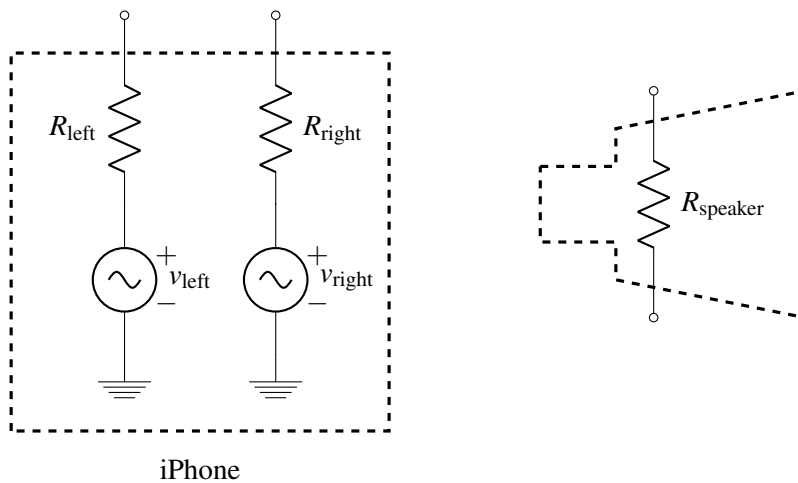 R_left
R_right
R_speaker
+
v_left
−
+
v_right
−
iPhone